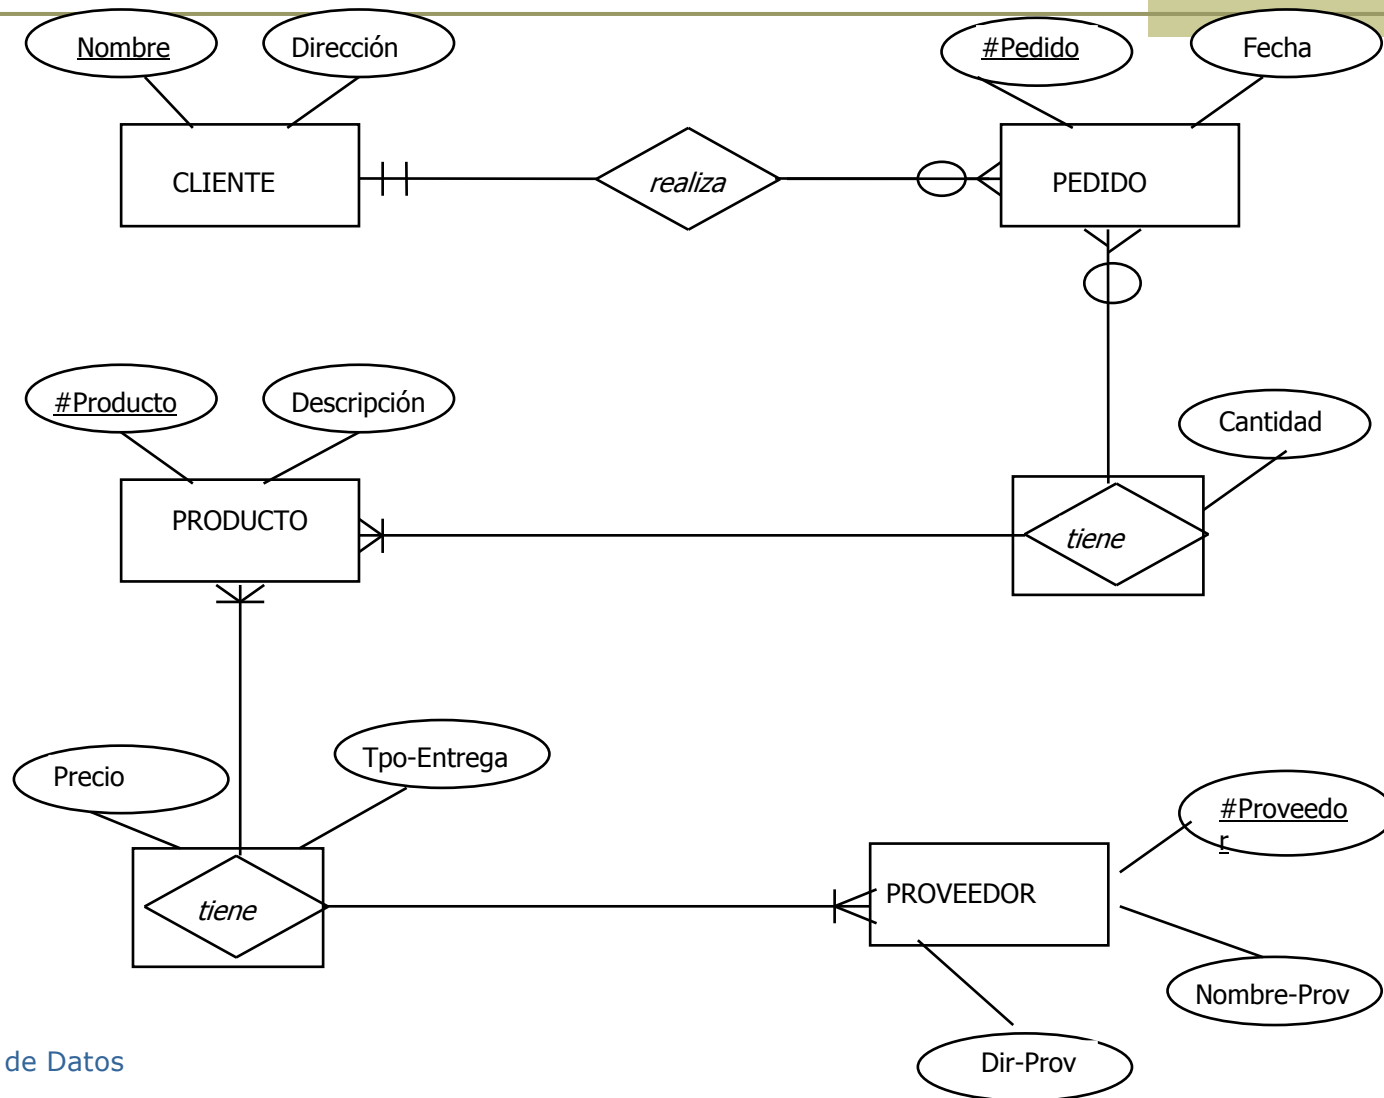 Nombre
Dirección
#Pedido
Fecha
CLIENTE
realiza
PEDIDO
#Producto
Descripción
Cantidad
PRODUCTO
tiene
Precio
Tpo-Entrega
#Proveedo
r
tiene
PROVEEDOR
Nombre-Prov
Dir-Prov
de Datos